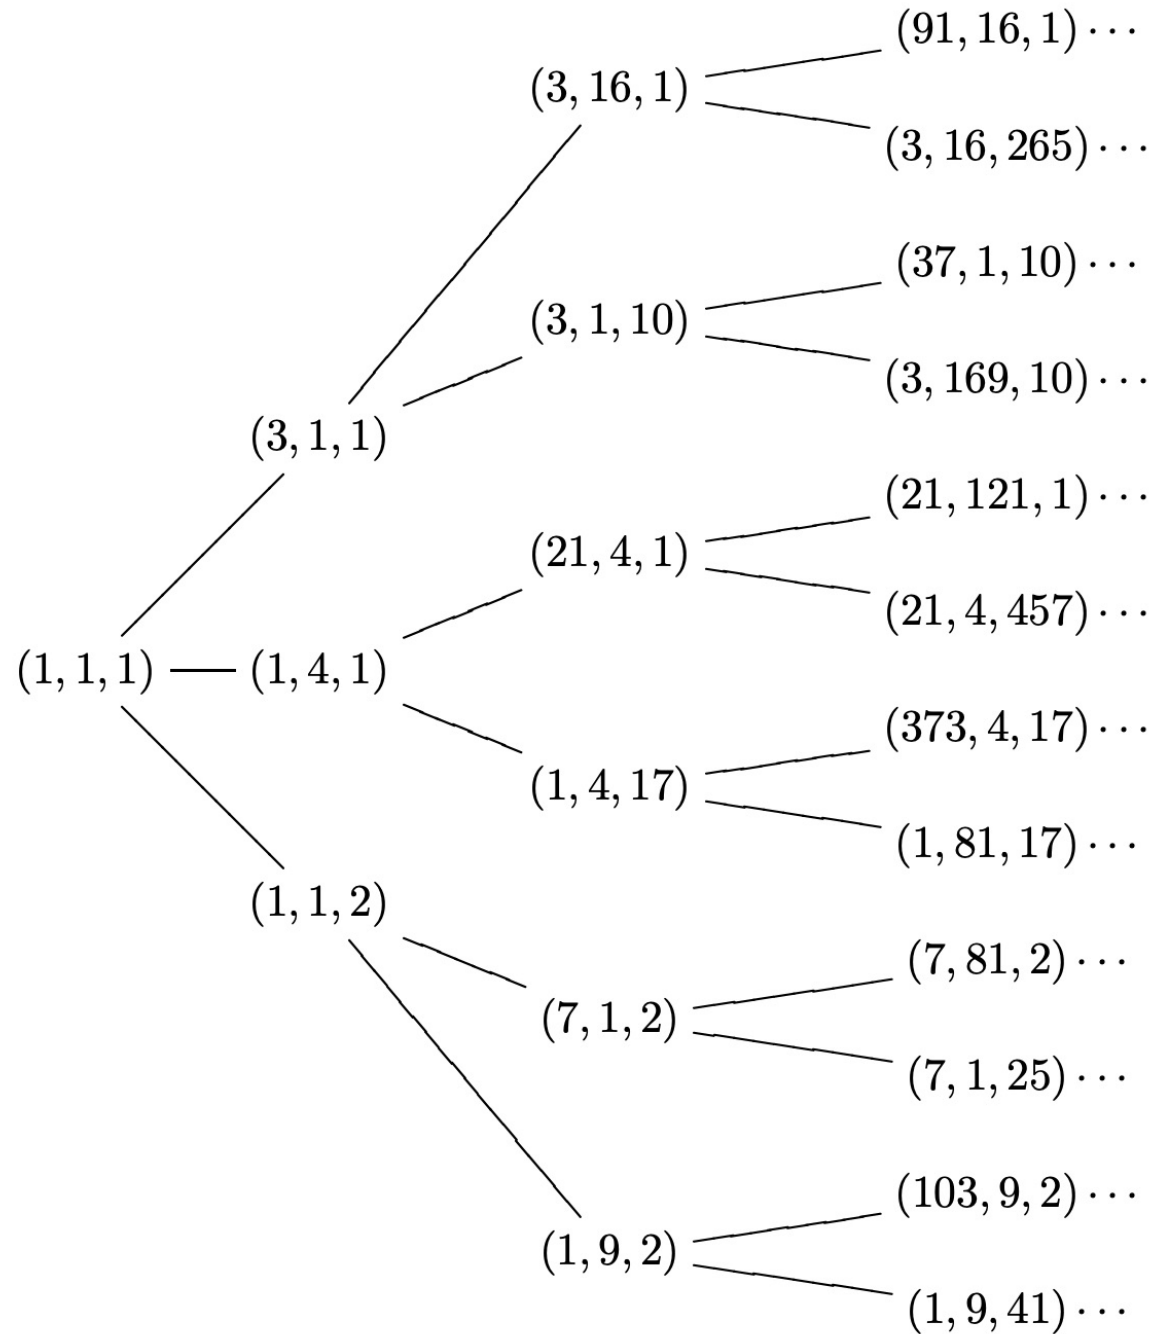 (91, 16, 1) ⋯
(3, 16, 1)
(3, 16, 265) ⋯
(37, 1, 10) ⋯
(3, 1, 10)
(3, 169, 10) ⋯
(3, 1, 1)
(21, 121, 1) ⋯
(21, 4, 1)
(21, 4, 457) ⋯
(1, 1, 1) (1, 4, 1)
(373, 4, 17) ⋯
(1, 4, 17)
(1, 81, 17) ⋯
(1, 1, 2)
(7, 81, 2) ⋯
(7, 1, 2)
(7, 1, 25) ⋯
(103, 9, 2) ⋯
(1, 9, 2)
(1, 9, 41) ⋯